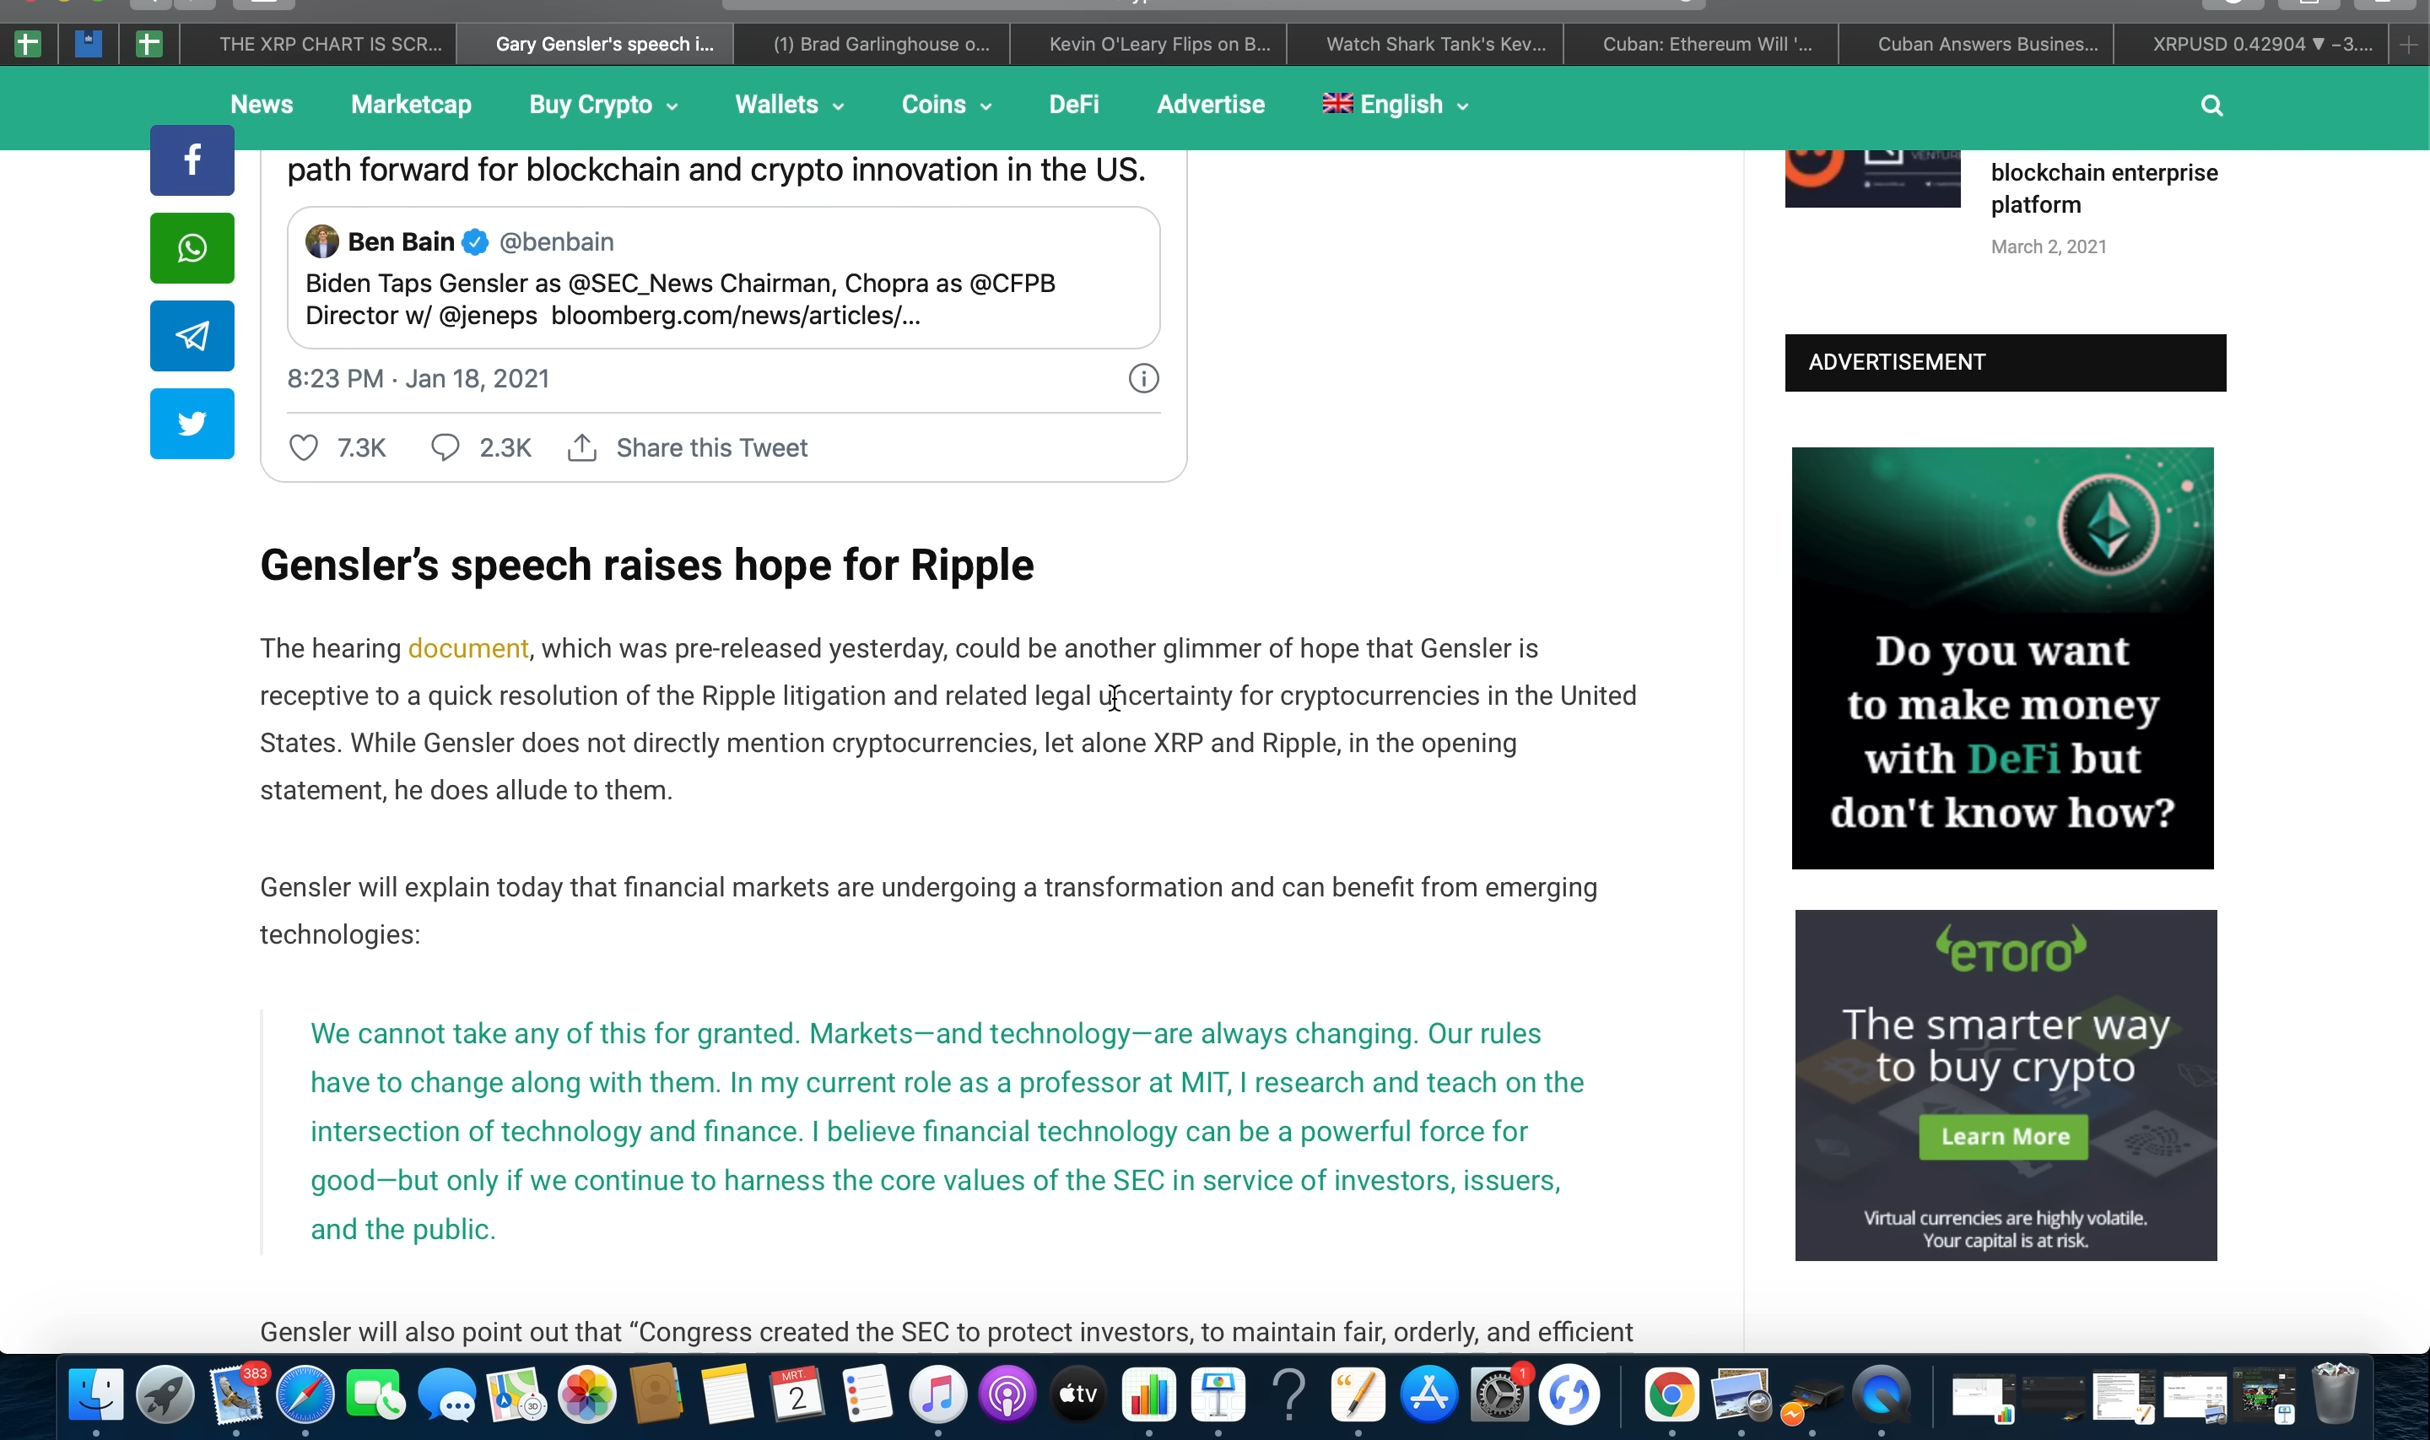 THE XRP CHART IS SCR...
Gary Gensler's speech i...
(1) Brad Garlinghouse o...
Kevin O'Leary Flips on B...
Watch Shark Tank's Kev...
Cuban: Ethereum Will '...
Cuban Answers Busines...
XRPUSD 0.42904 ▼ −3....
News
Marketcap
Buy Crypto
Wallets
Coins
DeFi
Advertise
English
path forward for blockchain and crypto innovation in the US.
Ben Bain @benbain
Biden Taps Gensler as @SEC_News Chairman, Chopra as @CFPB
Director w/ @jeneps bloomberg.com/news/articles/...
8:23 PM · Jan 18, 2021
7.3K
2.3K
Share this Tweet
Gensler’s speech raises hope for Ripple
The hearing document, which was pre-released yesterday, could be another glimmer of hope that Gensler is
receptive to a quick resolution of the Ripple litigation and related legal uncertainty for cryptocurrencies in the United
States. While Gensler does not directly mention cryptocurrencies, let alone XRP and Ripple, in the opening
statement, he does allude to them.
Gensler will explain today that financial markets are undergoing a transformation and can benefit from emerging
technologies:
We cannot take any of this for granted. Markets—and technology—are always changing. Our rules
have to change along with them. In my current role as a professor at MIT, I research and teach on the
intersection of technology and finance. I believe financial technology can be a powerful force for
good—but only if we continue to harness the core values of the SEC in service of investors, issuers,
and the public.
Gensler will also point out that “Congress created the SEC to protect investors, to maintain fair, orderly, and efficient
VENTURE
blockchain enterprise
platform
March 2, 2021
ADVERTISEMENT
Do you want
to make money
with DeFi but
don't know how?
eToro
The smarter way
to buy crypto
Learn More
Virtual currencies are highly volatile.
Your capital is at risk.
383
3D
MRT.
2
tv
1